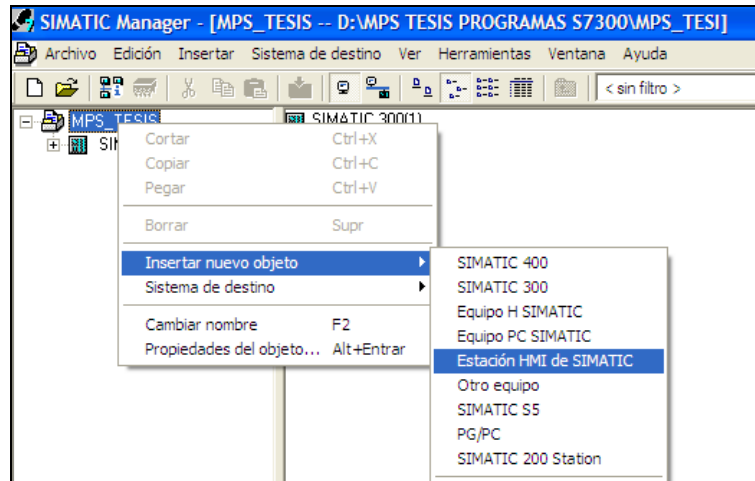 SIMATIC Manager - [MPS_TESIS -- D:\MPS TESIS PROGRAMAS S7300\MPS_TESI]
Archivo Edición Insertar Sistema de destino Ver Herramientas Ventana Ayuda
< sin filtro >
MPS_TESIS
SIMATIC 300(1)
Cortar Ctrl+X
Copiar Ctrl+C
Pegar Ctrl+V
Borrar Supr
Insertar nuevo objeto
Sistema de destino
Cambiar nombre F2
Propiedades del objeto... Alt+Entrar
SIMATIC 400
SIMATIC 300
Equipo H SIMATIC
Equipo PC SIMATIC
Estación HMI de SIMATIC
Otro equipo
SIMATIC S5
PG/PC
SIMATIC 200 Station